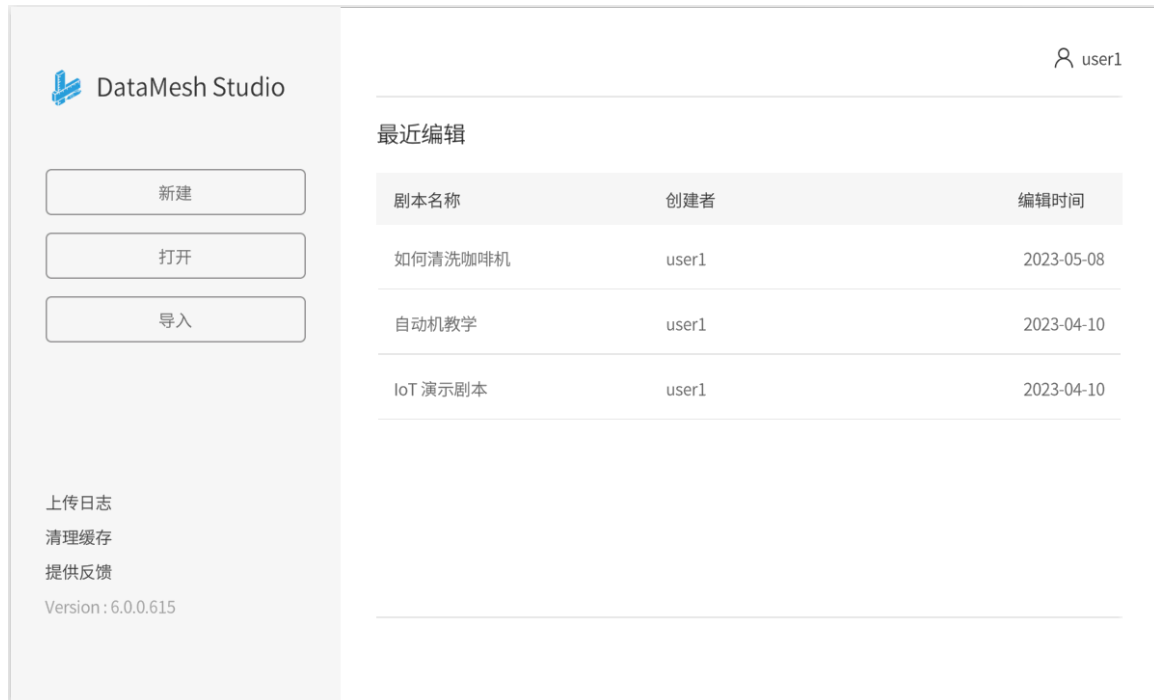 DataMesh Studio
新建
打开
导入
上传日志
清理缓存
提供反馈
Version : 6.0.0.615
user1
最近编辑
剧本名称 创建者 编辑时间
如何清洗咖啡机 user1 2023-05-08
自动机教学 user1 2023-04-10
IoT 演示剧本 user1 2023-04-10